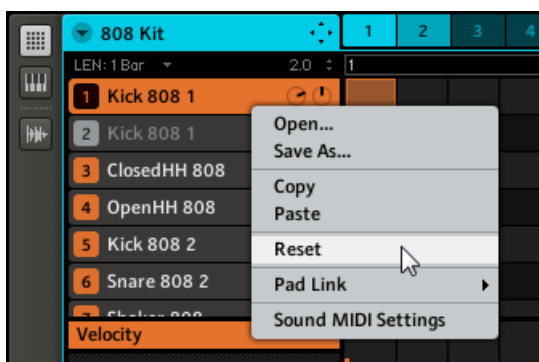 808 Kit
1 2 3 4
LEN: 1 Bar 2.0 1
1 Kick 808 1
2 Kick 808 1
3 ClosedHH 808
4 OpenHH 808
5 Kick 808 2
6 Snare 808 2
Velocity
Open...
Save As...
Copy
Paste
Reset
Pad Link
Sound MIDI Settings